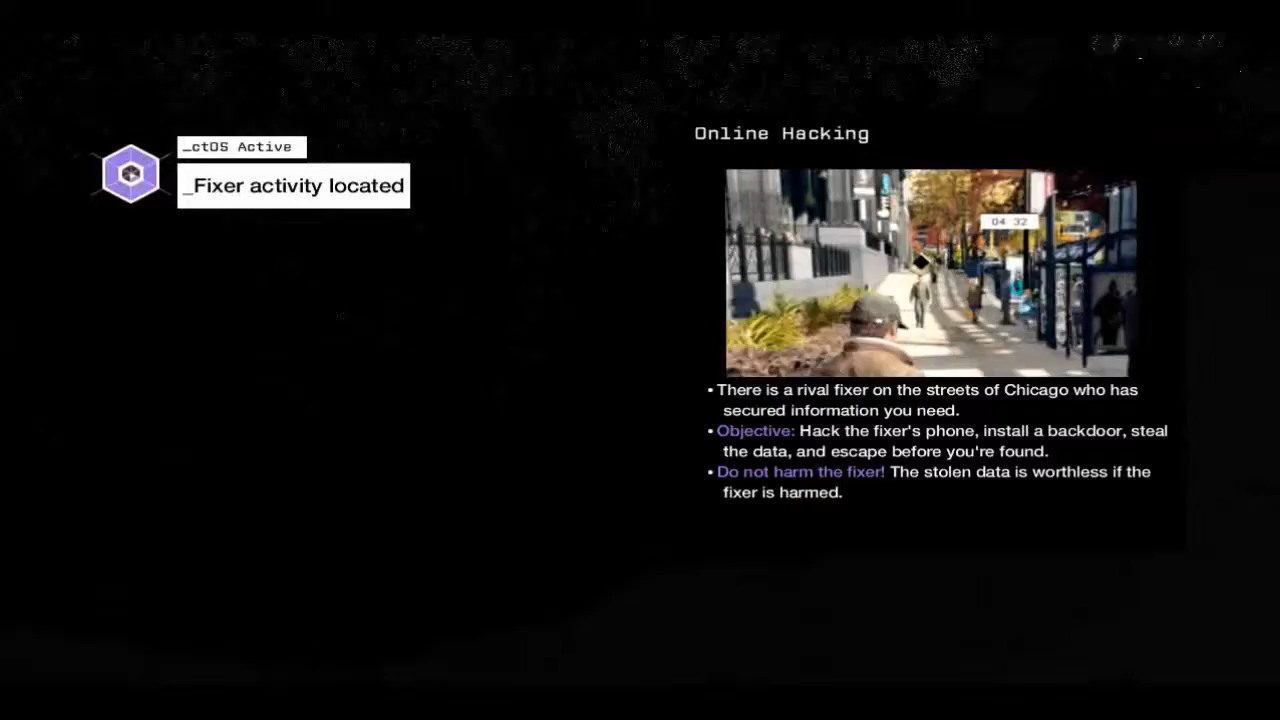 _ctOS Active
_Fixer activity located
Online Hacking
04 32
• There is a rival fixer on the streets of Chicago who has
secured information you need.
• Objective: Hack the fixer's phone, install a backdoor, steal
the data, and escape before you're found.
• Do not harm the fixer! The stolen data is worthless if the
fixer is harmed.